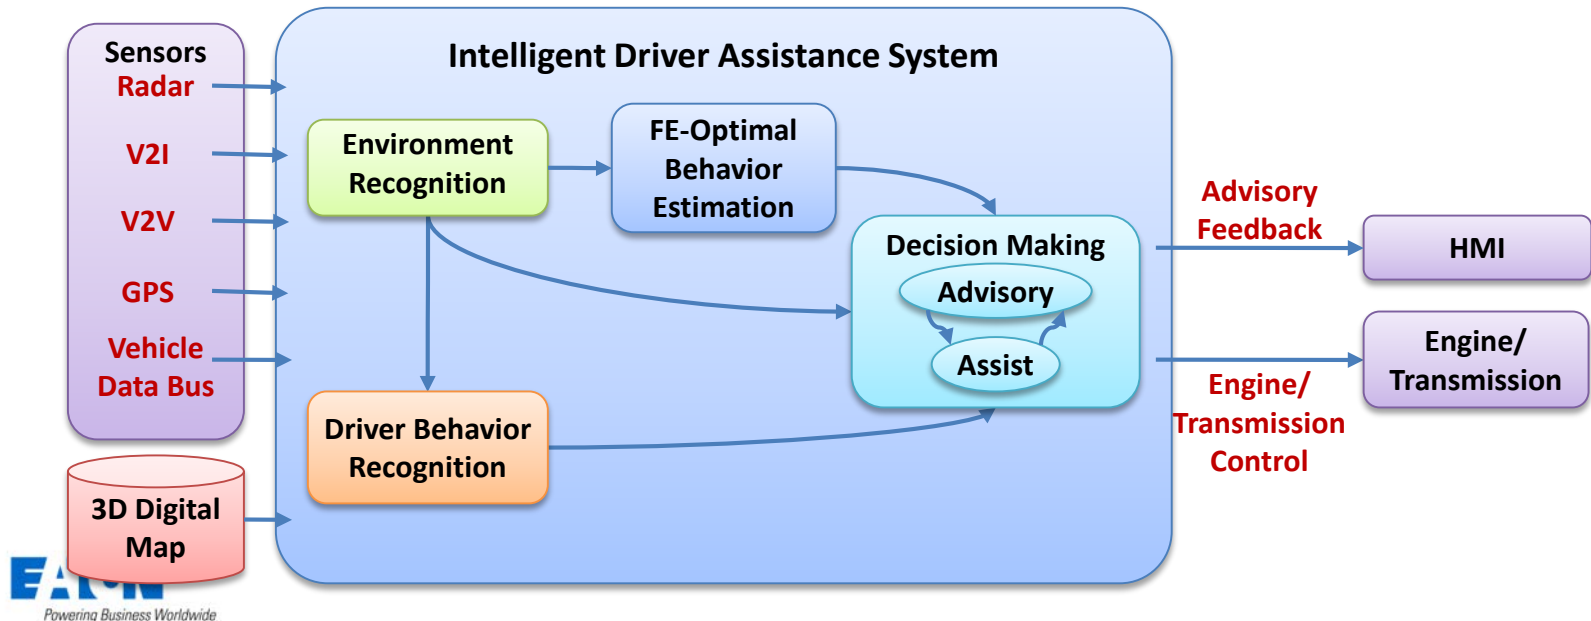 Sensors
Radar
V2I
V2V
GPS
Vehicle
Data Bus
3D Digital
Map
EATON
Powering Business Worldwide
Intelligent Driver Assistance System
Environment
Recognition
FE-Optimal
Behavior
Estimation
Driver Behavior
Recognition
Decision Making
Advisory
Assist
Advisory
Feedback
HMI
Engine/
Transmission
Control
Engine/
Transmission